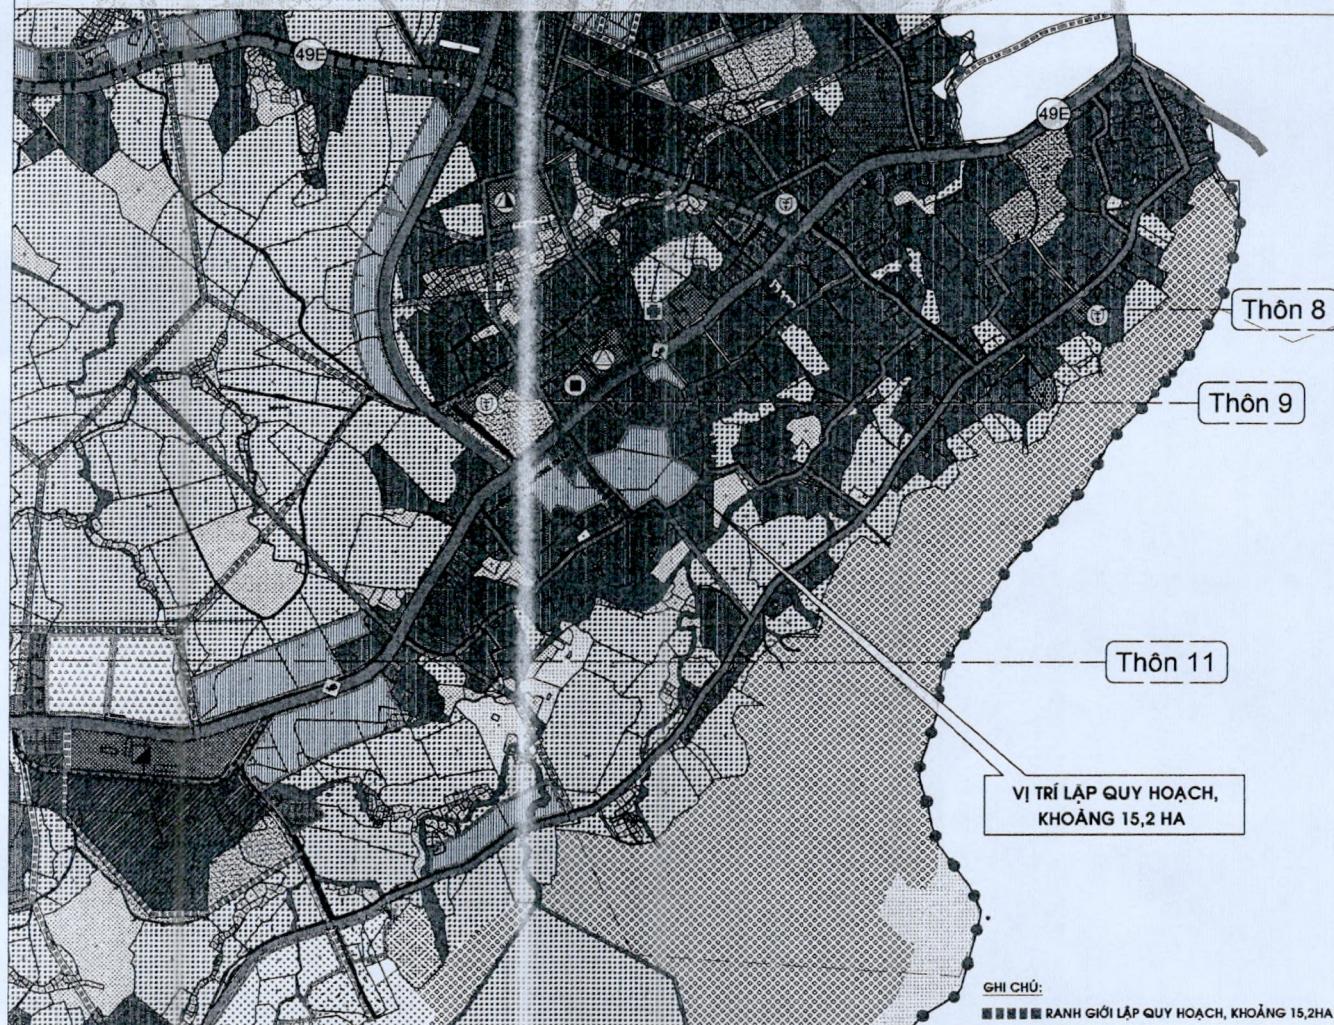 49E
49E
Thôn 8
Thôn 9
Thôn 11
VỊ TRÍ LẬP QUY HOẠCH,
KHOẢNG 15,2 HA
GHI CHÚ:
RANH GIỚI LẬP QUY HOẠCH, KHOẢNG 15,2HA